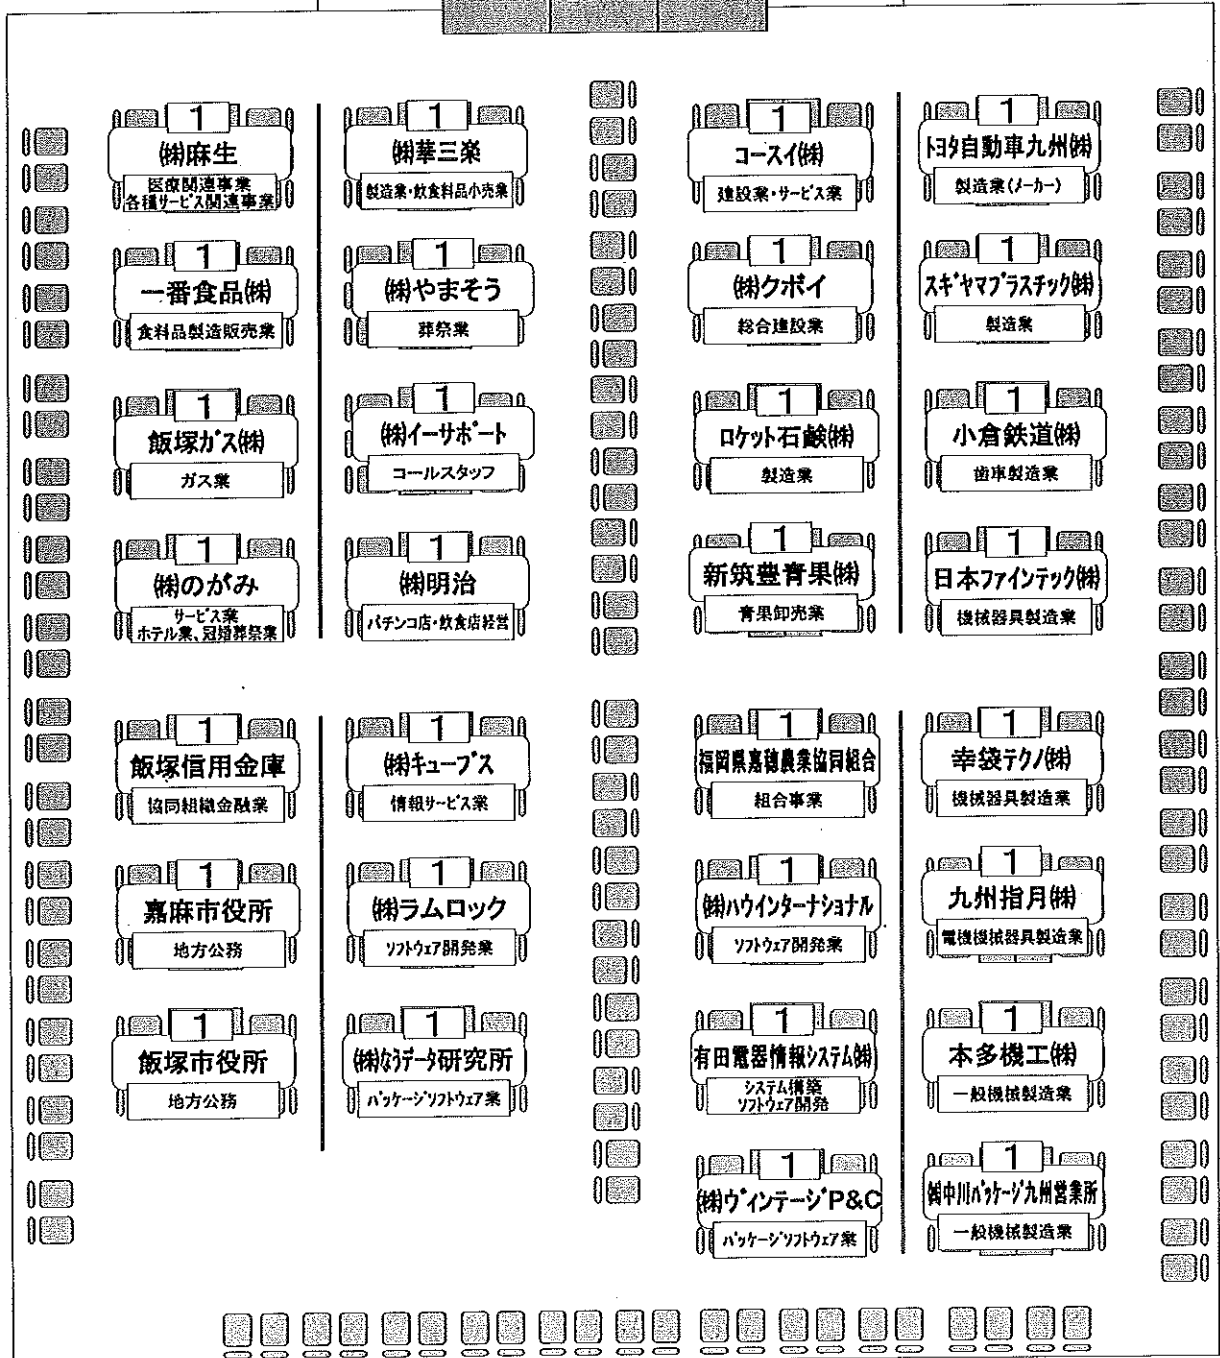 1
㈱麻生
医療関連事業
各種サービス関連事業
1
㈱華三楽
製造業・飲食料品小売業
1
コースイ㈱
建設業・サービス業
1
トヨタ自動車九州㈱
製造業(メーカー)
1
一番食品㈱
食料品製造販売業
1
㈱やまそう
葬祭業
1
㈱クボイ
総合建設業
1
スギヤマプラスチック㈱
製造業
1
飯塚ガス㈱
ガス業
1
㈱イーサポート
コールスタッフ
1
ロケット石鹸㈱
製造業
1
小倉鉄道㈱
歯車製造業
1
㈱のがみ
サービス業
ホテル業、冠婚葬祭業
1
㈱明治
パチンコ店・飲食店経営
1
新筑豊青果㈱
青果卸売業
1
日本ファインテック㈱
機械器具製造業
1
飯塚信用金庫
協同組織金融業
1
㈱キューブス
情報サービス業
1
福岡県嘉穂農業協同組合
組合事業
1
幸袋テクノ㈱
機械器具製造業
1
嘉麻市役所
地方公務
1
㈱ラムロック
ソフトウェア開発業
1
㈱ハウインターナショナル
ソフトウェア開発業
1
九州指月㈱
電機機械器具製造業
1
飯塚市役所
地方公務
1
㈱なうデータ研究所
パッケージソフトウェア業
1
有田電器情報システム㈱
システム構築
ソフトウェア開発
1
本多機工㈱
一般機械製造業
1
㈱ヴィンテージP&C
パッケージソフトウェア業
1
㈱中川パッケージ九州営業所
一般機械製造業